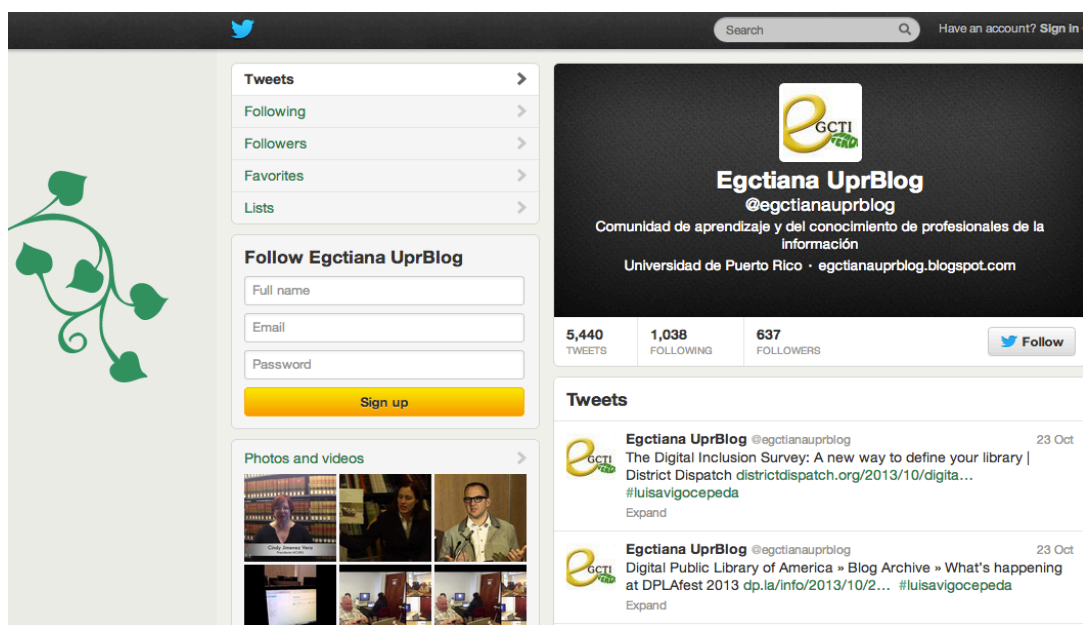 Search
Have an account? Sign in
Tweets
Following
Followers
Favorites
Lists
Follow Egctiana UprBlog
Full name
Email
Password
Sign up
Photos and videos
Cindy Jimenez Vera
eGCTI
VERDE
Egctiana UprBlog
@egctianauprblog
Comunidad de aprendizaje y del conocimiento de profesionales de la
información
Universidad de Puerto Rico · egctianauprblog.blogspot.com
5,440
TWEETS
1,038
FOLLOWING
637
FOLLOWERS
Follow
Tweets
Egctiana UprBlog @egctianauprblog 23 Oct
The Digital Inclusion Survey: A new way to define your library |
District Dispatch districtdispatch.org/2013/10/digita…
#luisavigocepeda
Expand
Egctiana UprBlog @egctianauprblog 23 Oct
Digital Public Library of America » Blog Archive » What's happening
at DPLAfest 2013 dp.la/info/2013/10/2… #luisavigocepeda
Expand